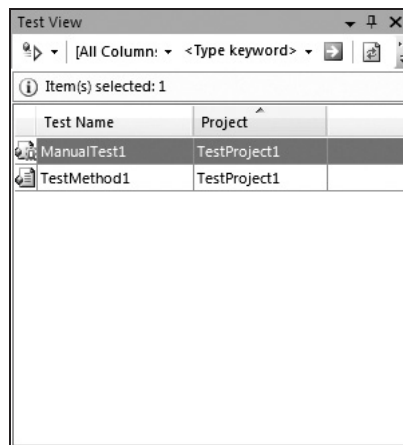 Test View
[All Column: <Type keyword>
Item(s) selected: 1
Test Name Project
ManualTest1 TestProject1
TestMethod1 TestProject1